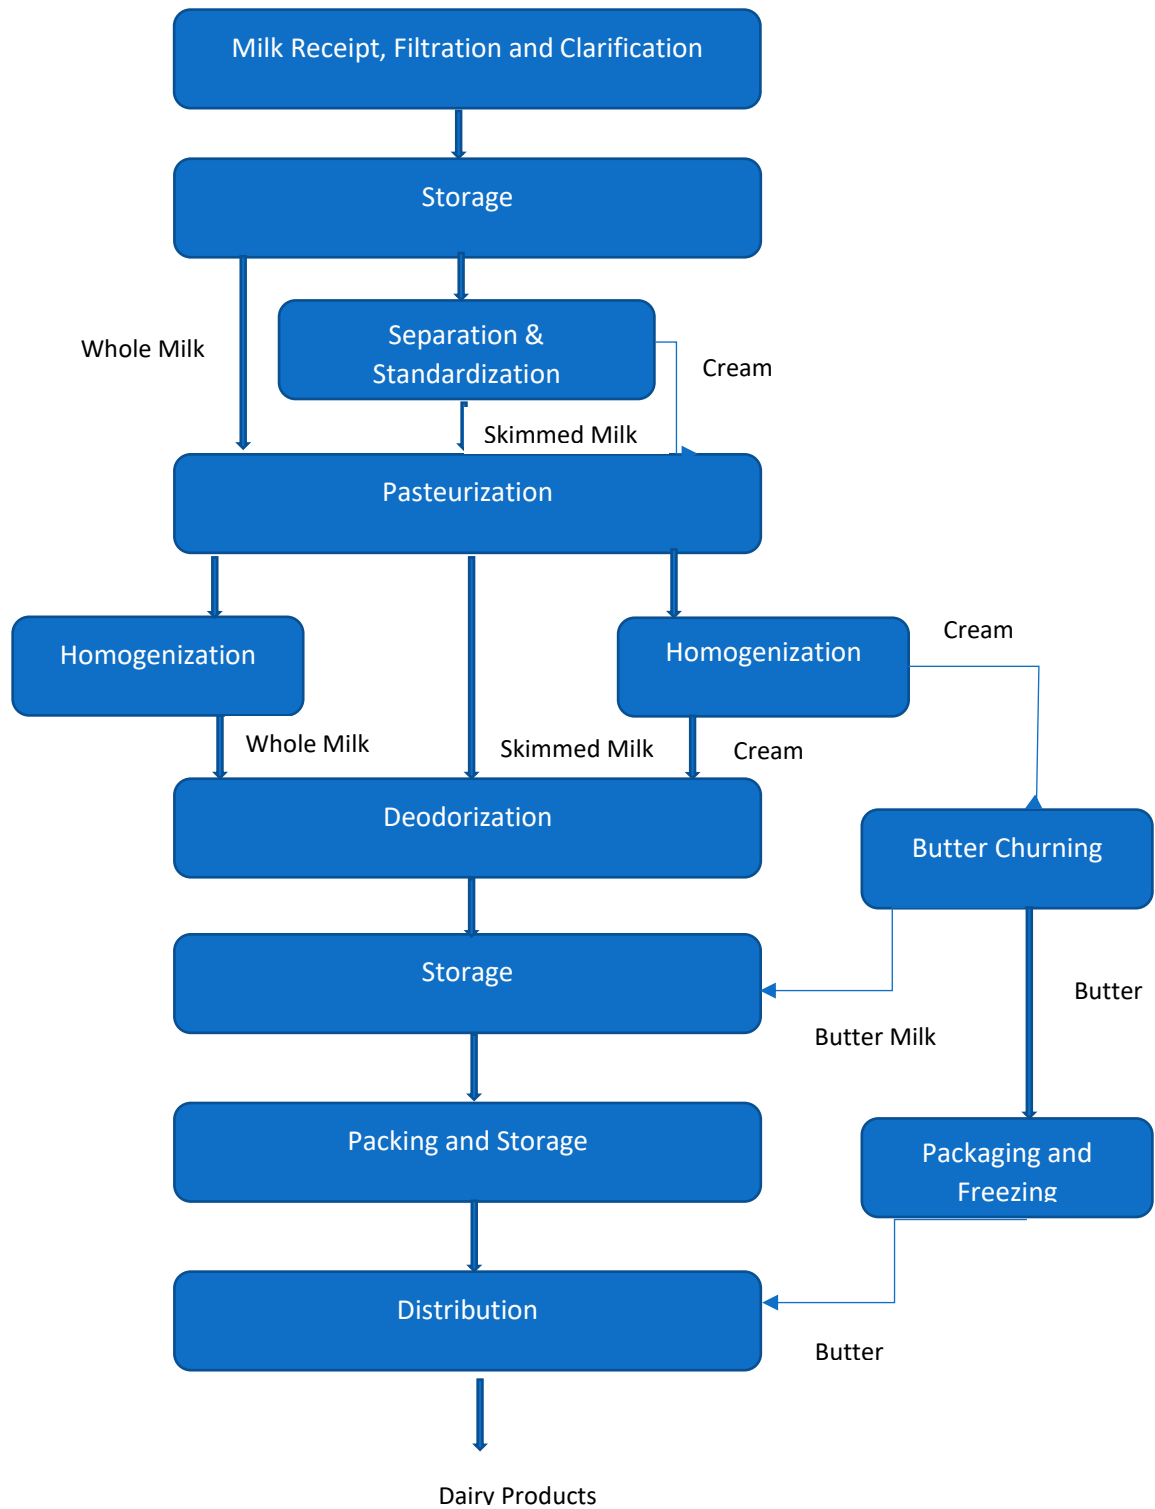 Milk Receipt, Filtration and Clarification
Storage
Whole Milk
Separation &
Standardization
Cream
Skimmed Milk
Pasteurization
Homogenization
Homogenization
Cream
Whole Milk
Skimmed Milk
Cream
Deodorization
Butter Churning
Storage
Butter
Butter Milk
Packing and Storage
Packaging and
Freezing
Distribution
Butter
Dairy Products